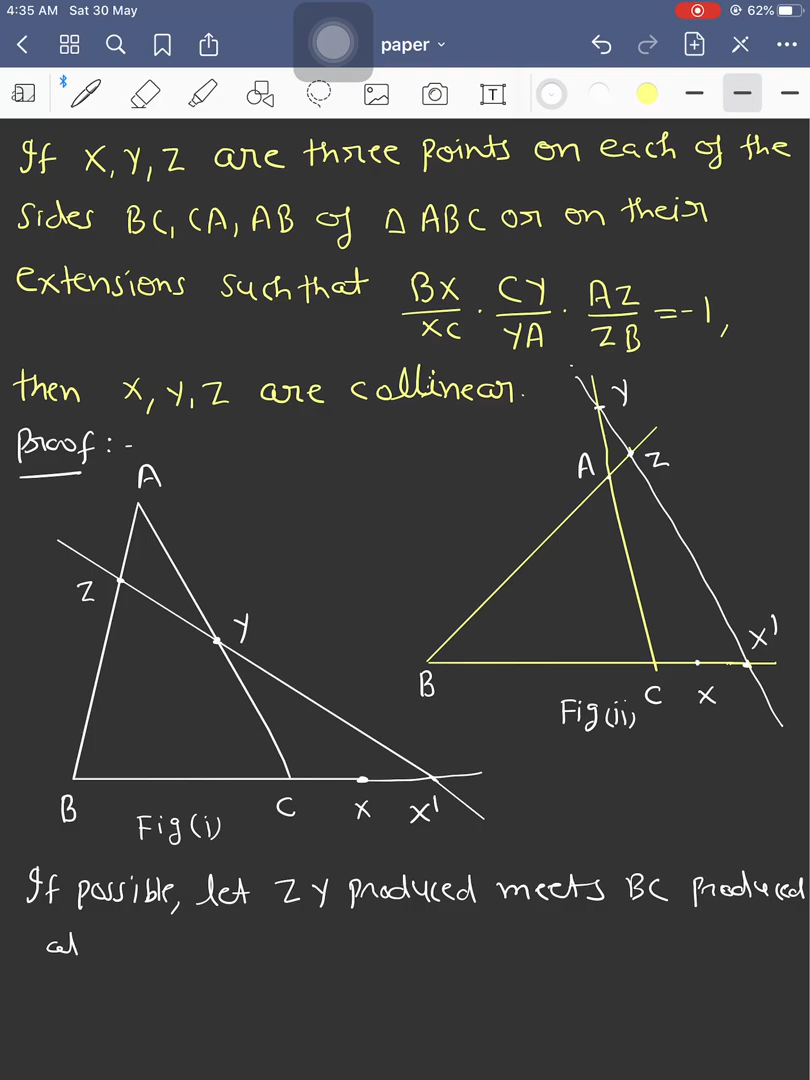 4:35 AM Sat 30 May
62%
paper
T
If X, Y, Z are three points on each of the
sides BC, CA, AB of Δ ABC or on their
extensions such that BX/XC · CY/YA · AZ/ZB = -1,
then X, Y, Z are collinear.
Proof :-
A
Z
Y
B
C
X
X'
Fig(i)
Y
A
Z
X'
B
C
X
Fig(ii)
If possible, let ZY produced meets BC produced
at